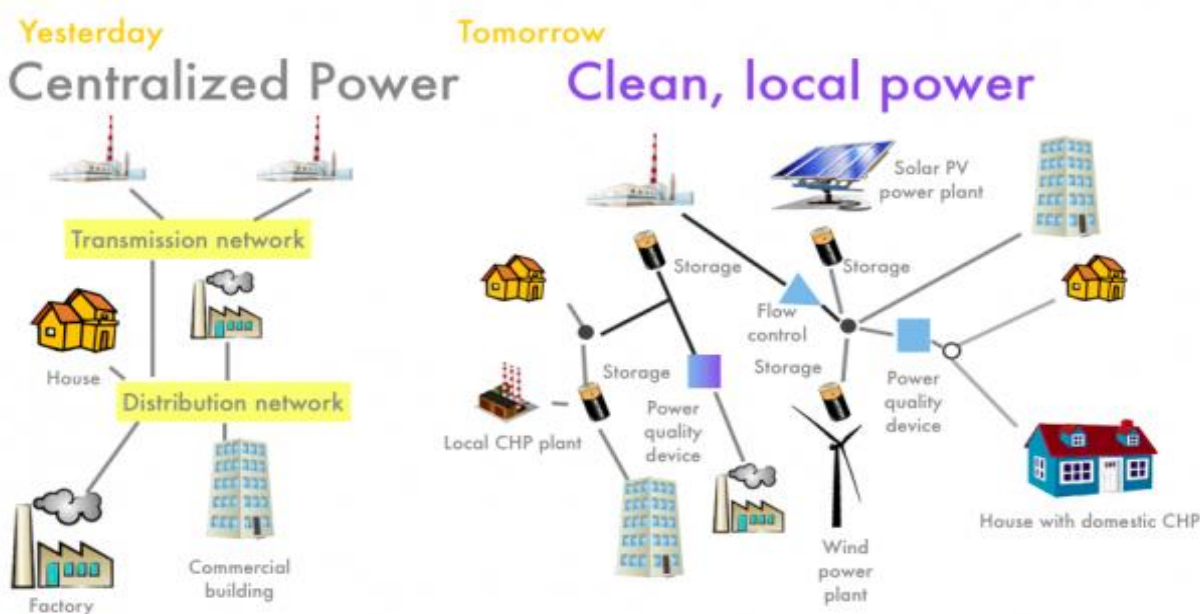 Yesterday
Centralized Power
Transmission network
House
Distribution network
Factory
Commercial
building
Tomorrow
Clean, local power
Solar PV
power plant
Storage
Storage
Flow
control
Storage
Storage
Power
quality
device
Power
quality
device
Local CHP plant
House with domestic CHP
Wind
power
plant